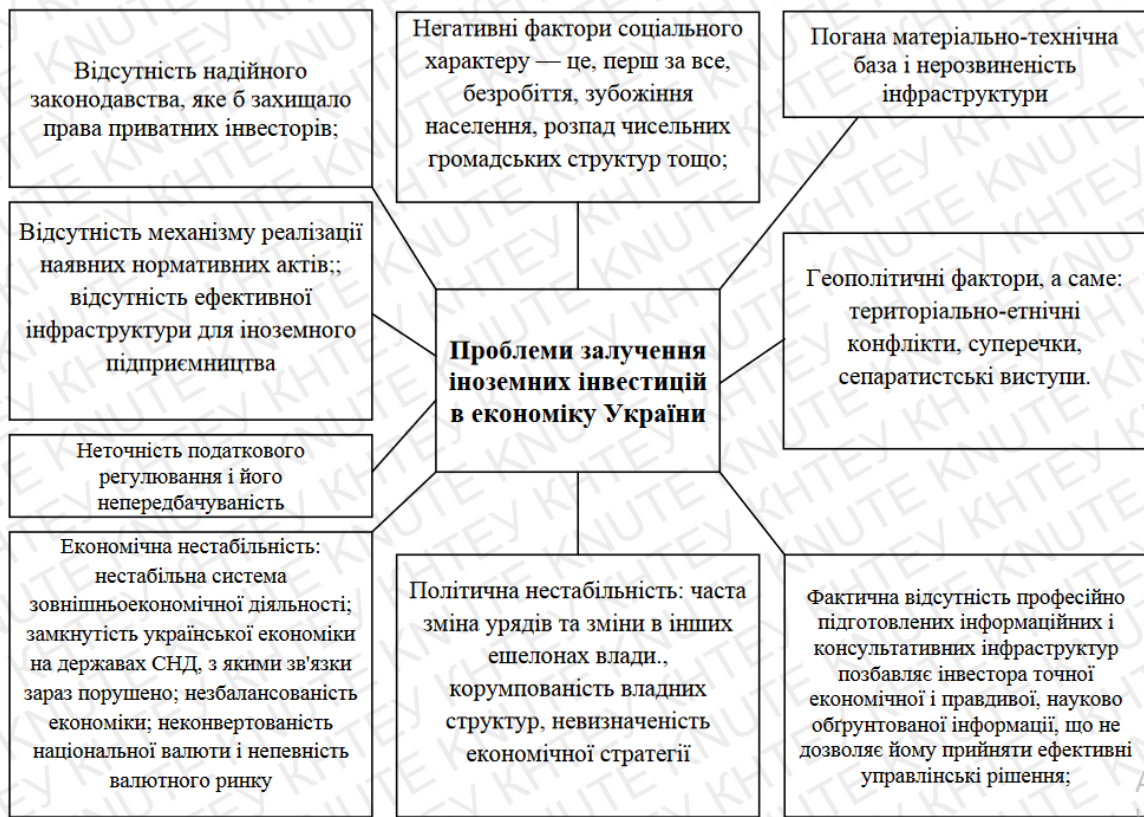 Відсутність надійного
законодавства, яке б захищало
права приватних інвесторів;
Негативні фактори соціального
характеру — це, перш за все,
безробіття, зубожіння
населення, розпад чисельних
громадських структур тощо;
Погана матеріально-технічна
база і нерозвиненість
інфраструктури
Відсутність механізму реалізації
наявних нормативних актів;;
відсутність ефективної
інфраструктури для іноземного
підприємництва
Проблеми залучення
іноземних інвестицій
в економіку України
Геополітичні фактори, а саме:
територіально-етнічні
конфлікти, суперечки,
сепаратистські виступи.
Неточність податкового
регулювання і його
непередбачуваність
Економічна нестабільність:
нестабільна система
зовнішньоекономічної діяльності;
замкнутість української економіки
на державах СНД, з якими зв'язки
зараз порушено; незбалансованість
економіки; неконвертованість
національної валюти і непевність
валютного ринку
Політична нестабільність: часта
зміна урядів та зміни в інших
ешелонах влади.,
корумпованість владних
структур, невизначеність
економічної стратегії
Фактична відсутність професійно
підготовлених інформаційних і
консультативних інфраструктур
позбавляє інвестора точної
економічної і правдивої, науково
обґрунтованої інформації, що не
дозволяє йому прийняти ефективні
управлінські рішення;
КНТЕУ KNUTE